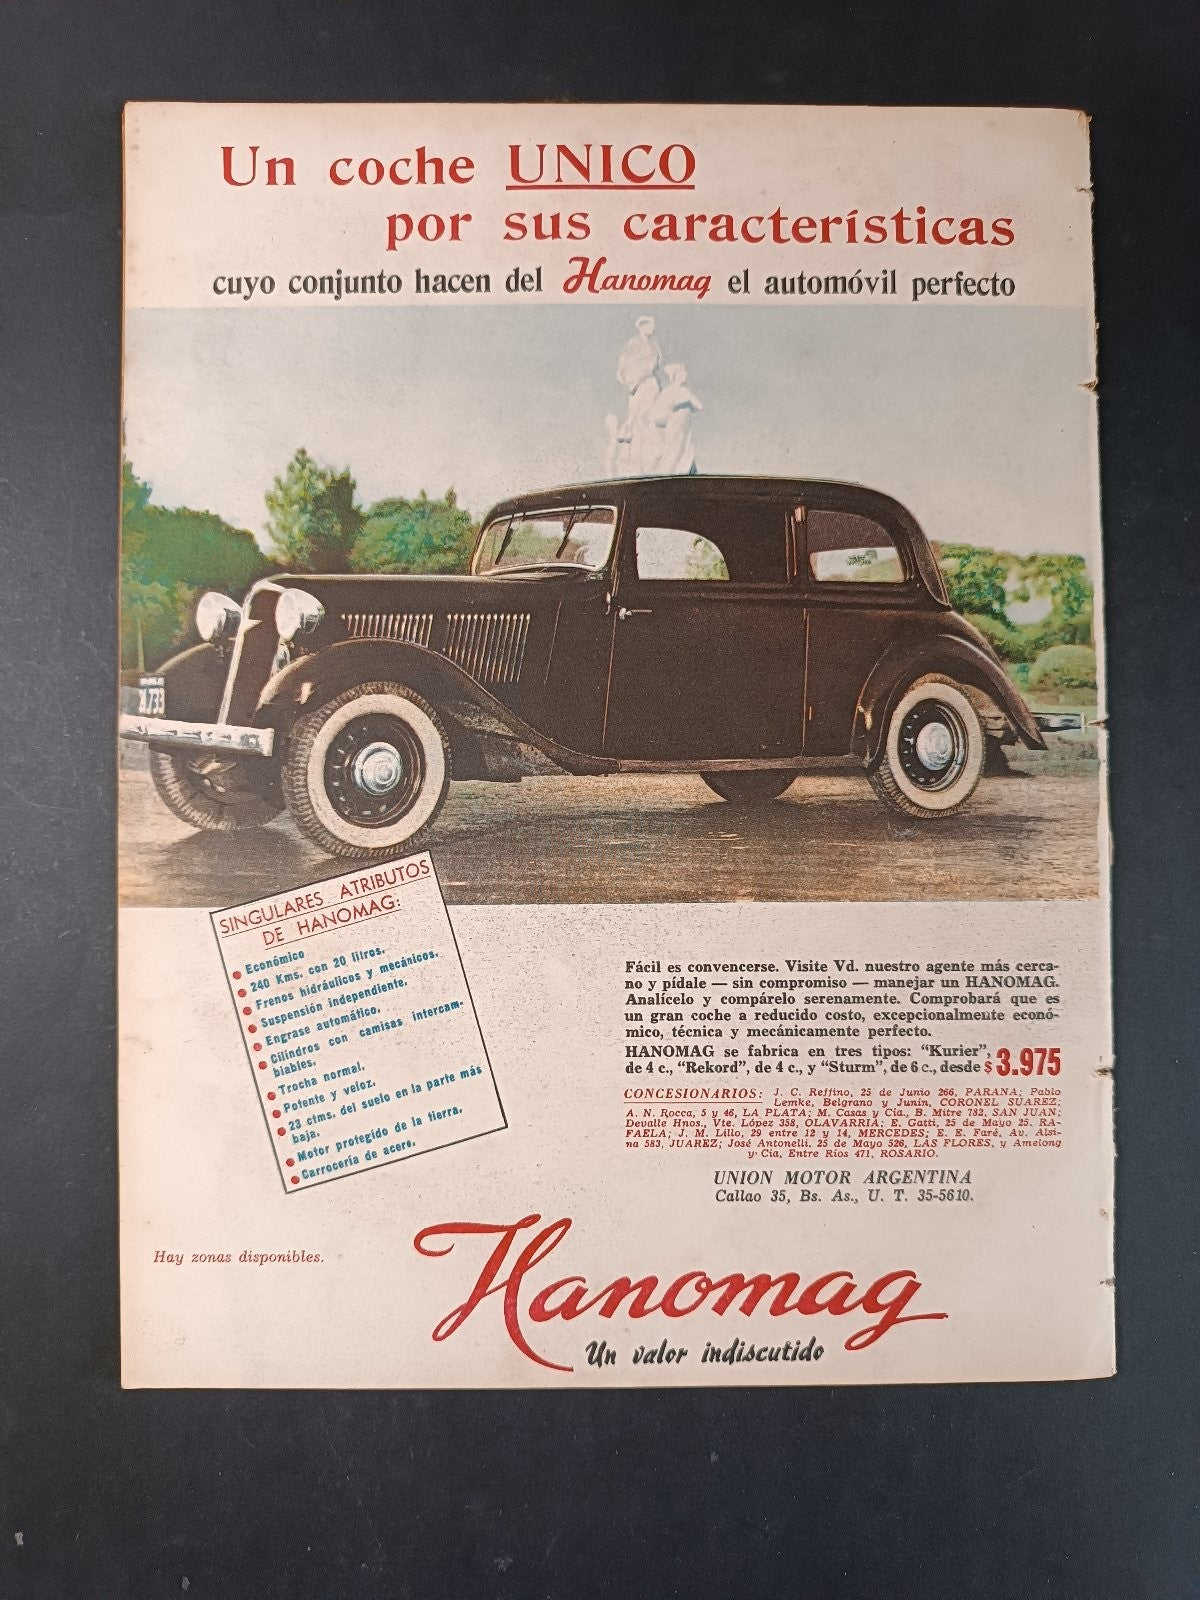 Un coche UNICO
por sus características
cuyo conjunto hacen del Hanomag el automóvil perfecto
SINGULARES ATRIBUTOS
DE HANOMAG:
Económico
240 Kms. con 20 litros.
Frenos hidráulicos y mecánicos.
Suspensión independiente.
Engrase automático.
Cilindros con camisas intercam-
biables.
Trocha normal.
Potente y veloz.
23 ctms. del suelo en la parte más
baja.
Motor protegido de la tierra.
Carrocería de acero.
Fácil es convencerse. Visite Vd. nuestro agente más cerca-
no y pídale — sin compromiso — manejar un HANOMAG.
Analícelo y compárelo serenamente. Comprobará que es
un gran coche a reducido costo, excepcionalmente econó-
mico, técnica y mecánicamente perfecto.
HANOMAG se fabrica en tres tipos: "Kurier",
de 4 c., "Rekord", de 4 c., y "Sturm", de 6 c., desde $ 3.975
CONCESIONARIOS: J. C. Reffino, 25 de Junio 266, PARANA; Pablo
Lemke, Belgrano y Junín, CORONEL SUAREZ;
A. N. Rocca, 5 y 46, LA PLATA; M. Casas y Cía., B. Mitre 782, SAN JUAN;
Devalle Hnos., Vte. López 358, OLAVARRIA; E. Gatti, 25 de Mayo 25, RA-
FAELA; J. M. Lillo, 29 entre 12 y 14, MERCEDES; E. E. Faré, Av. Alsi-
na 583, JUAREZ; José Antonelli, 25 de Mayo 526, LAS FLORES, y Amelong
y Cía, Entre Ríos 471, ROSARIO.
UNION MOTOR ARGENTINA
Callao 35, Bs. As., U. T. 35-5610.
Hay zonas disponibles.
Hanomag
Un valor indiscutido